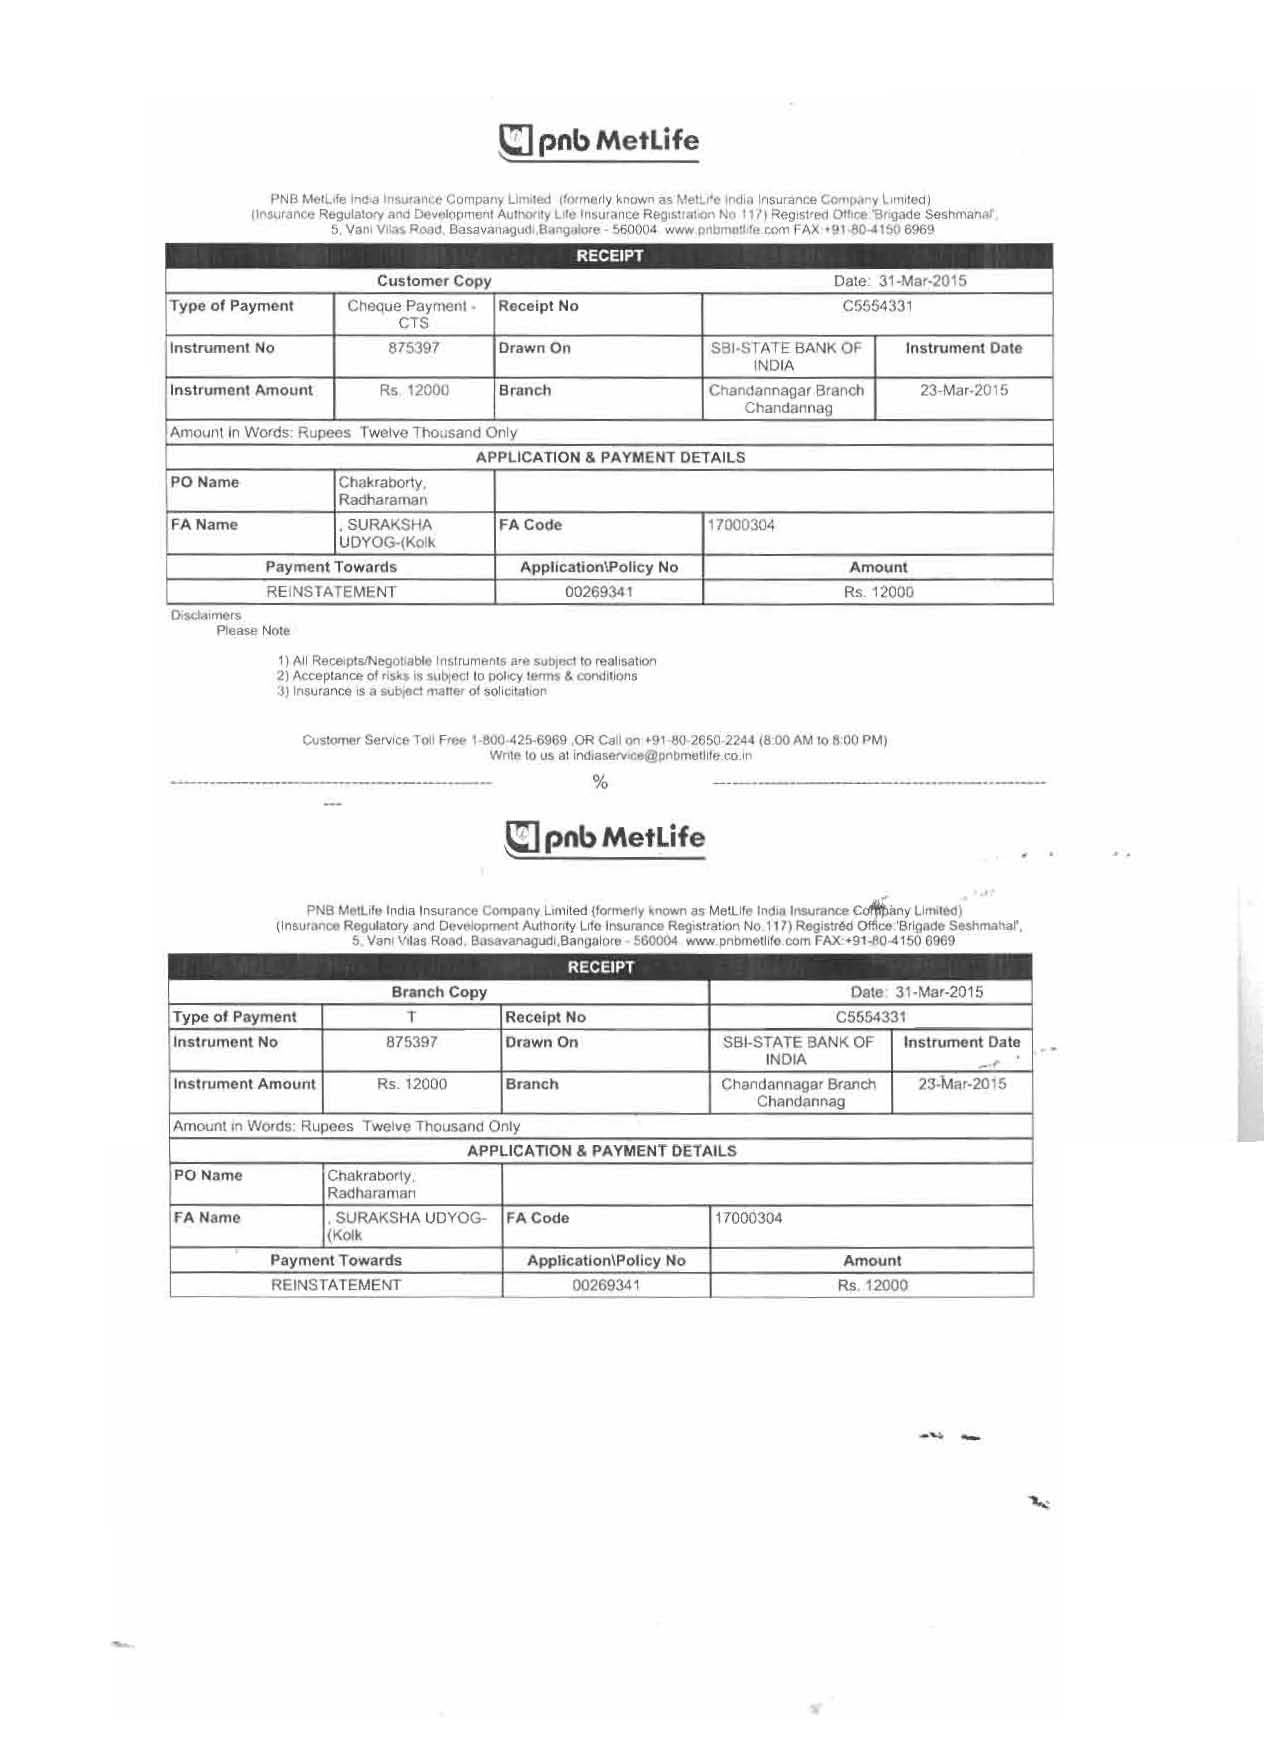 pnb MetLife
PNB MetLife India Insurance Company Limited (formerly known as MetLife India Insurance Company Limited)
(Insurance Regulatory and Development Authority Life Insurance Registration No 117) Registred Office:'Brigade Seshmahal',
5, Vani Vilas Road, Basavanagudi,Bangalore - 560004. www.pnbmetlife.com FAX:+91-80-4150 6969
RECEIPT
Customer Copy Date: 31-Mar-2015
Type of Payment Cheque Payment - CTS Receipt No C5554331
Instrument No 875397 Drawn On SBI-STATE BANK OF INDIA Instrument Date
Instrument Amount Rs. 12000 Branch Chandannagar Branch Chandannag 23-Mar-2015
Amount in Words: Rupees Twelve Thousand Only
APPLICATION & PAYMENT DETAILS
PO Name Chakraborty, Radharaman
FA Name , SURAKSHA UDYOG-(Kolk FA Code 17000304
Payment Towards Application\Policy No Amount
REINSTATEMENT 00269341 Rs. 12000
Disclaimers
Please Note
1) All Receipts/Negotiable Instruments are subject to realisation
2) Acceptance of risks is subject to policy terms & conditions
3) Insurance is a subject matter of solicitation
Customer Service Toll Free 1-800-425-6969 ,OR Call on +91-80-2650-2244 (8:00 AM to 8:00 PM)
Write to us at indiaservice@pnbmetlife.co.in
%
pnb MetLife
PNB MetLife India Insurance Company Limited (formerly known as MetLife India Insurance Company Limited)
(Insurance Regulatory and Development Authority Life Insurance Registration No.117) Registred Office:'Brigade Seshmahal',
5, Vani Vilas Road, Basavanagudi,Bangalore - 560004. www.pnbmetlife.com FAX:+91-80-4150 6969
RECEIPT
Branch Copy Date: 31-Mar-2015
Type of Payment T Receipt No C5554331
Instrument No 875397 Drawn On SBI-STATE BANK OF INDIA Instrument Date
Instrument Amount Rs. 12000 Branch Chandannagar Branch Chandannag 23-Mar-2015
Amount in Words: Rupees Twelve Thousand Only
APPLICATION & PAYMENT DETAILS
PO Name Chakraborty, Radharaman
FA Name , SURAKSHA UDYOG-(Kolk FA Code 17000304
Payment Towards Application\Policy No Amount
REINSTATEMENT 00269341 Rs. 12000